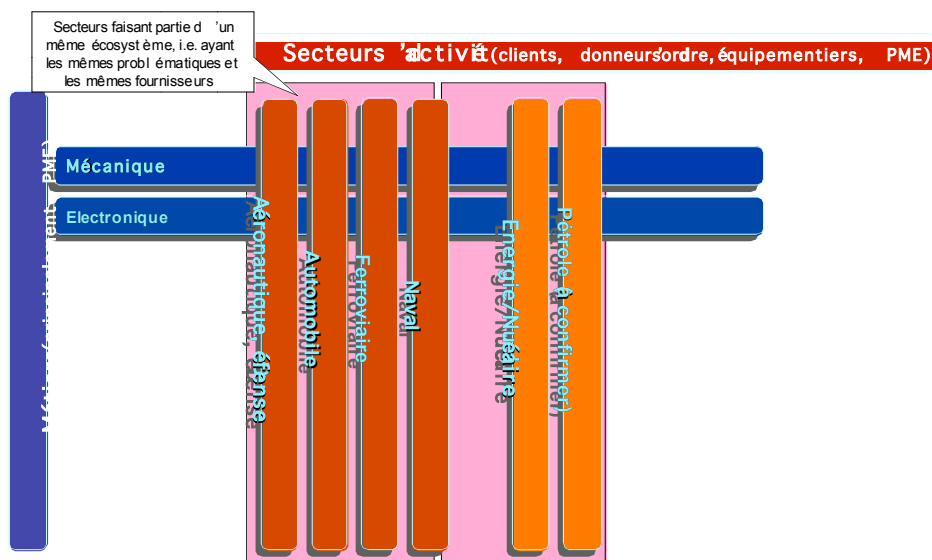 Secteurs faisant partie d ’un
même écosyst ème, i.e. ayant
les mêmes probl ématiques et
les mêmes fournisseurs
Secteurs d’activité (clients, donneurs d’ordre, équipementiers, PME)
PME)
Mécanique
Electronique
Aéronautique, défense
Automobile
Ferroviaire
Naval
Energie/Nucléaire
Pétrole (à confirmer)